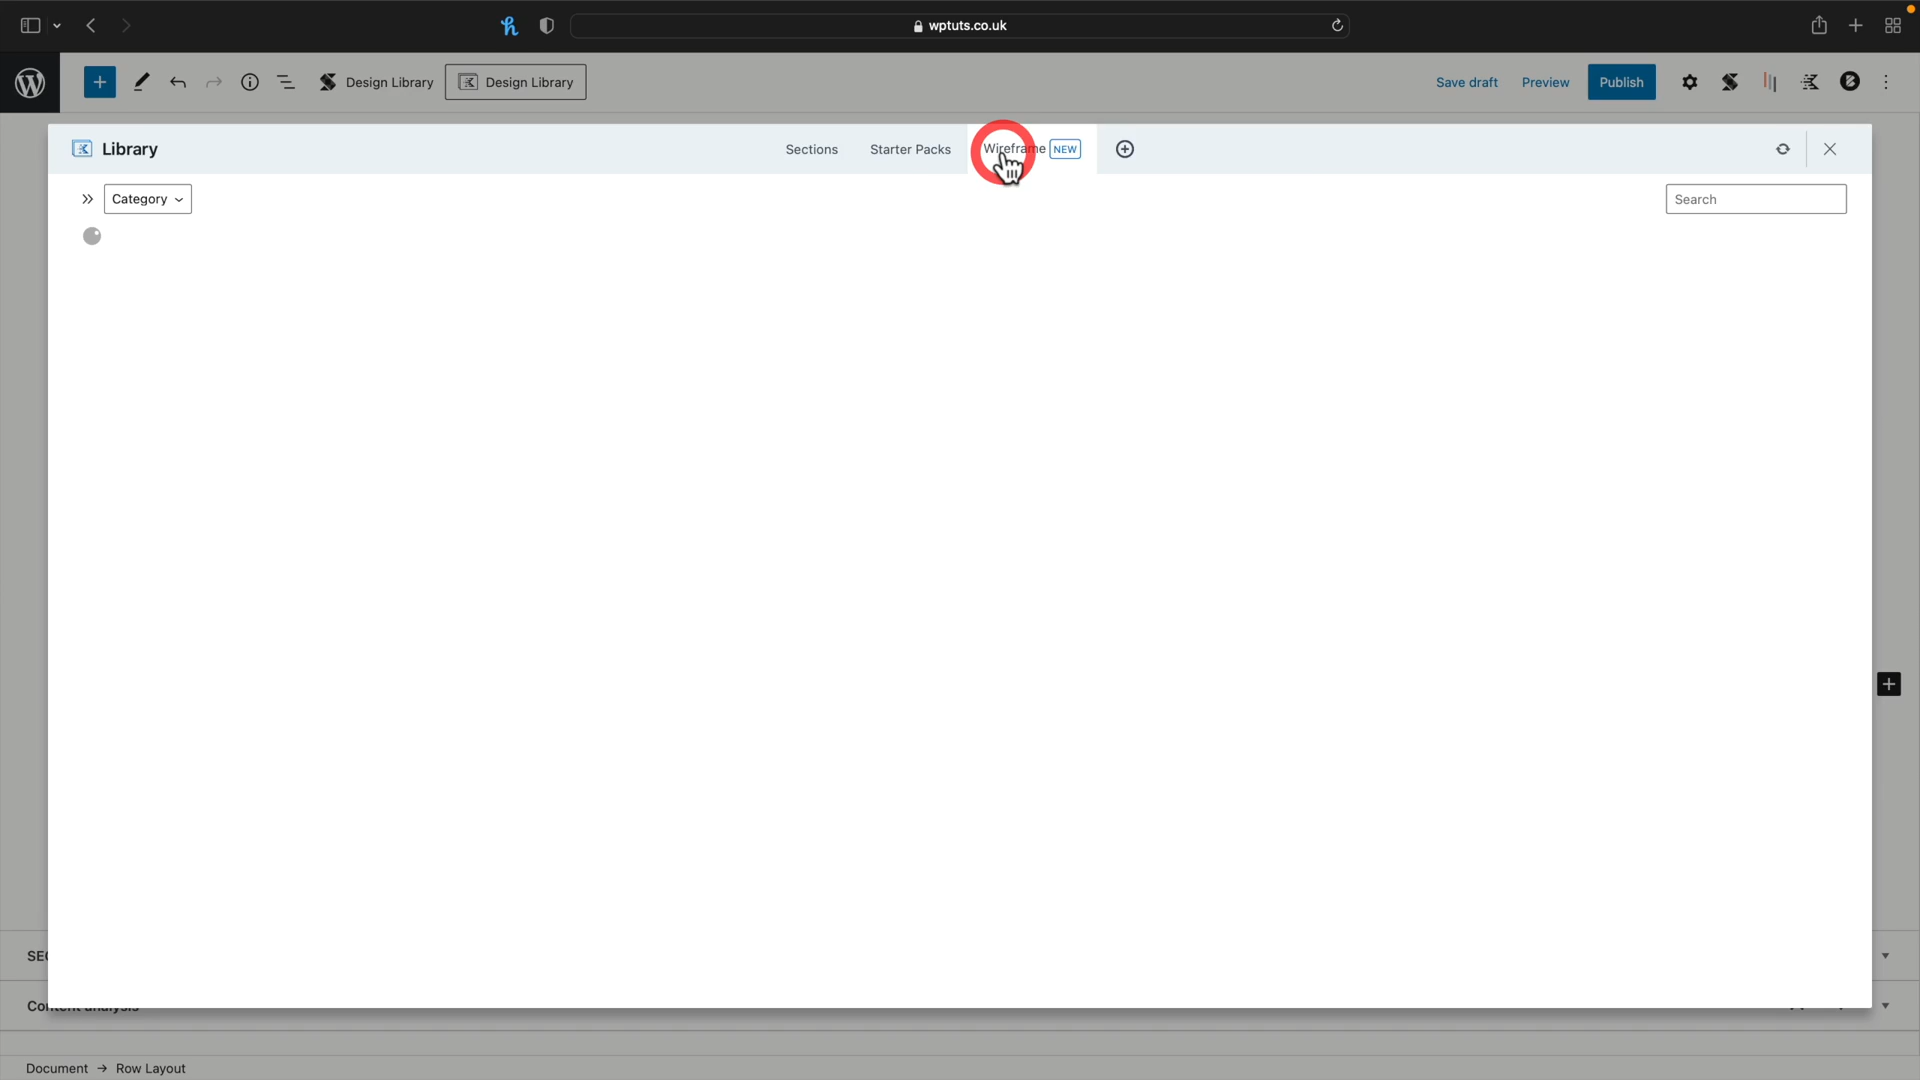 wptuts.co.uk
Design Library
Design Library
Save draft
Preview
Publish
Library
Sections
Starter Packs
Wireframe NEW
Category
Search
SEO
Content analysis
Document → Row Layout